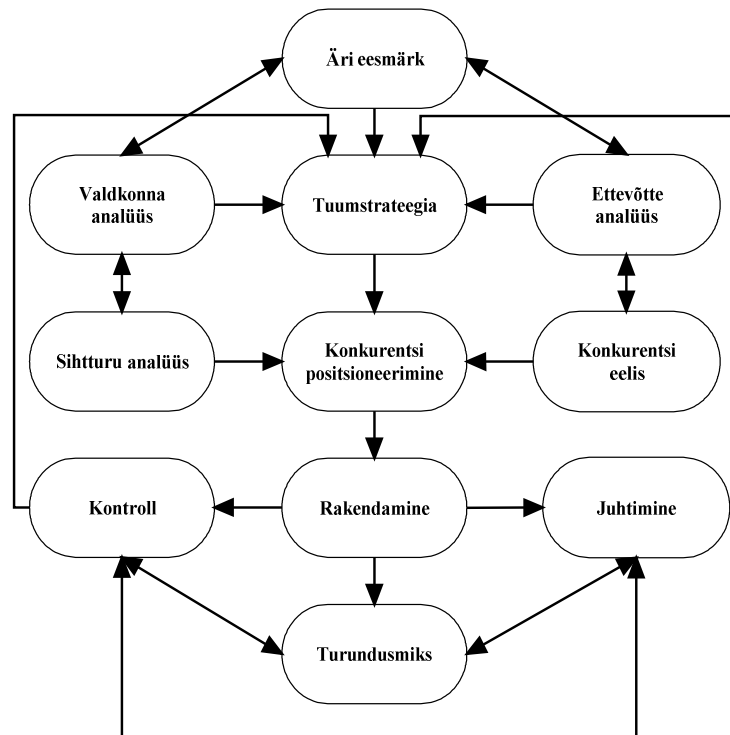 Äri eesmärk
Valdkonna
analüüs
Tuumstrateegia
Ettevõtte
analüüs
Sihtturu analüüs
Konkurentsi
positsioneerimine
Konkurentsi
eelis
Kontroll
Rakendamine
Juhtimine
Turundusmiks